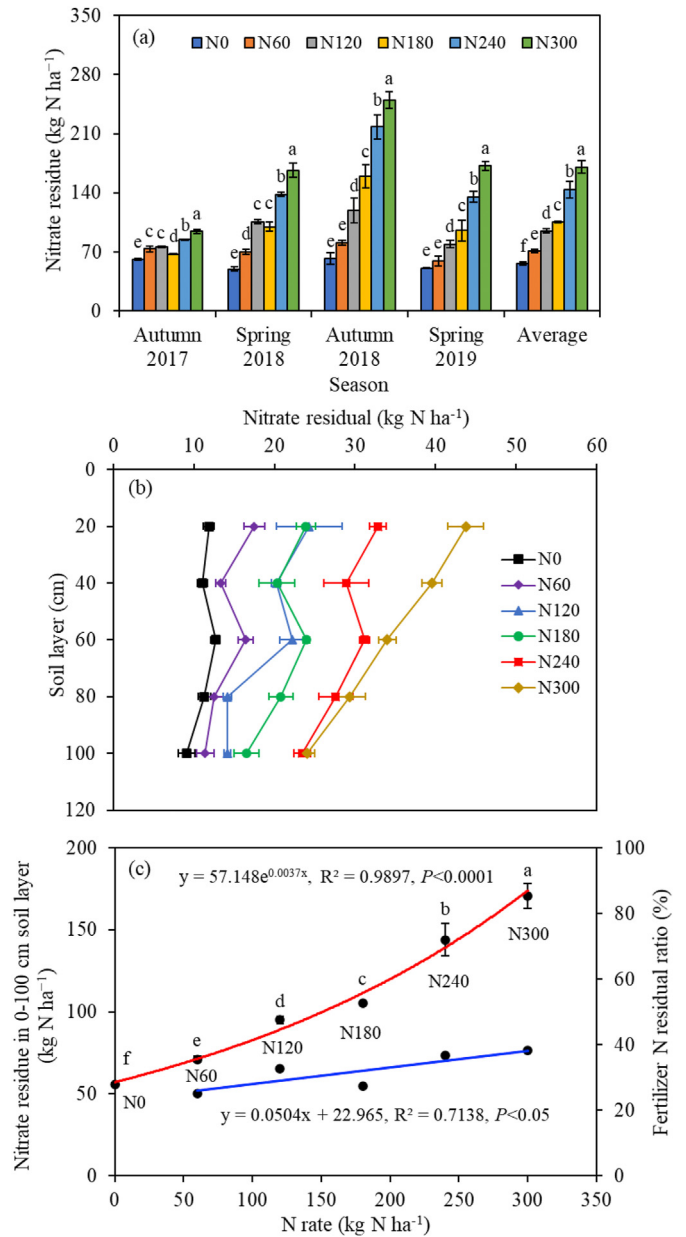 (a)
N0 N60 N120 N180 N240 N300
350
280
210
140
70
0
Nitrate residue (kg N ha⁻¹)
e c c d b a
e d c c b a
e e d c b a
e e d c b a
f e d c b a
Autumn 2017
Spring 2018
Autumn 2018
Spring 2019
Average
Season
Nitrate residual (kg N ha⁻¹)
0 10 20 30 40 50 60
(b)
0
20
40
60
80
100
120
Soil layer (cm)
N0
N60
N120
N180
N240
N300
(c)
y = 57.148e^0.0037x, R² = 0.9897, P<0.0001
200
150
100
50
0
Nitrate residue in 0-100 cm soil layer
(kg N ha⁻¹)
f e d c b a
N0 N60 N120 N180 N240 N300
y = 0.0504x + 22.965, R² = 0.7138, P<0.05
100
80
60
40
20
0
Fertilizer N residual ratio (%)
0 50 100 150 200 250 300 350
N rate (kg N ha⁻¹)